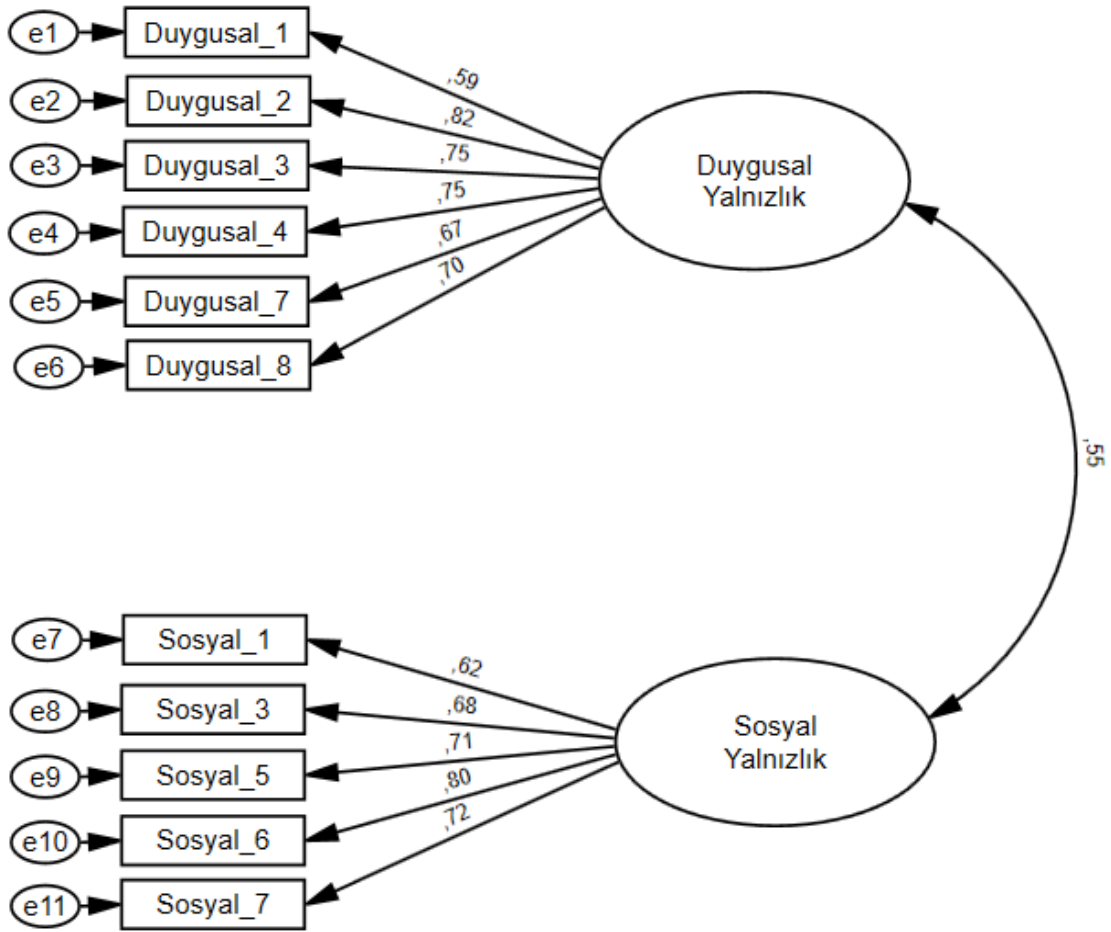 e1
Duygusal_1
e2
Duygusal_2
e3
Duygusal_3
e4
Duygusal_4
e5
Duygusal_7
e6
Duygusal_8
,59
,82
,75
,75
,67
,70
Duygusal
Yalnızlık
,55
e7
Sosyal_1
e8
Sosyal_3
e9
Sosyal_5
e10
Sosyal_6
e11
Sosyal_7
,62
,68
,71
,80
,72
Sosyal
Yalnızlık